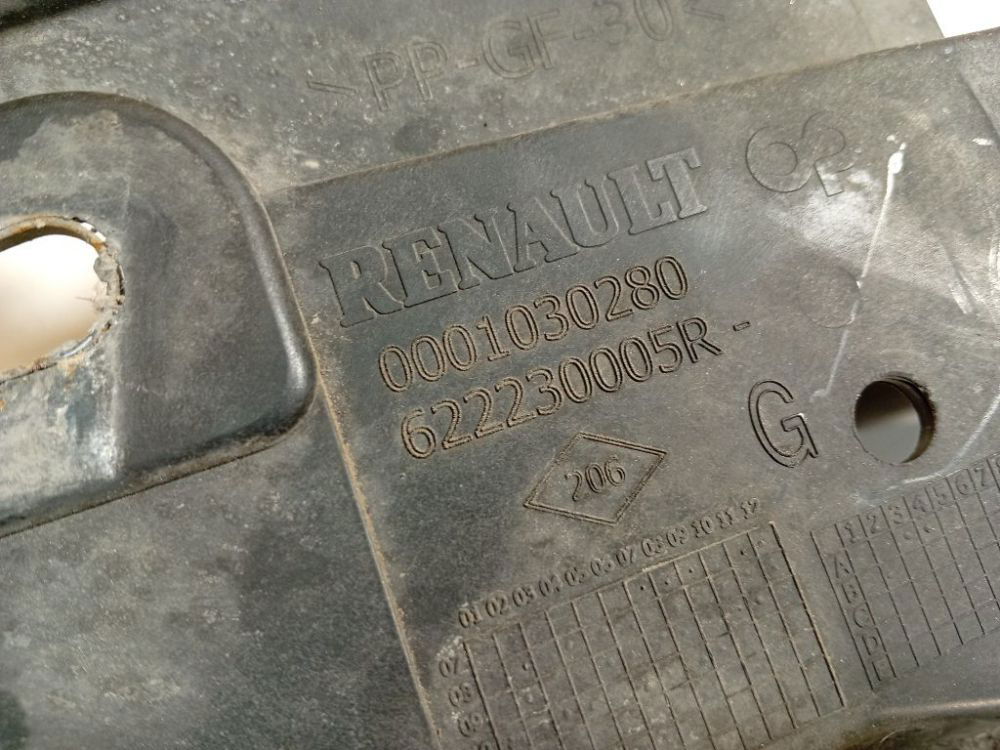 >PP-GF-30<
RENAULT OP
0001030280
622230005R -
G
206
01 02 03 04 05 06 07 08 09 10 11 12
07
08
09
1 2 3 4 5 6 7
A
B
C
D